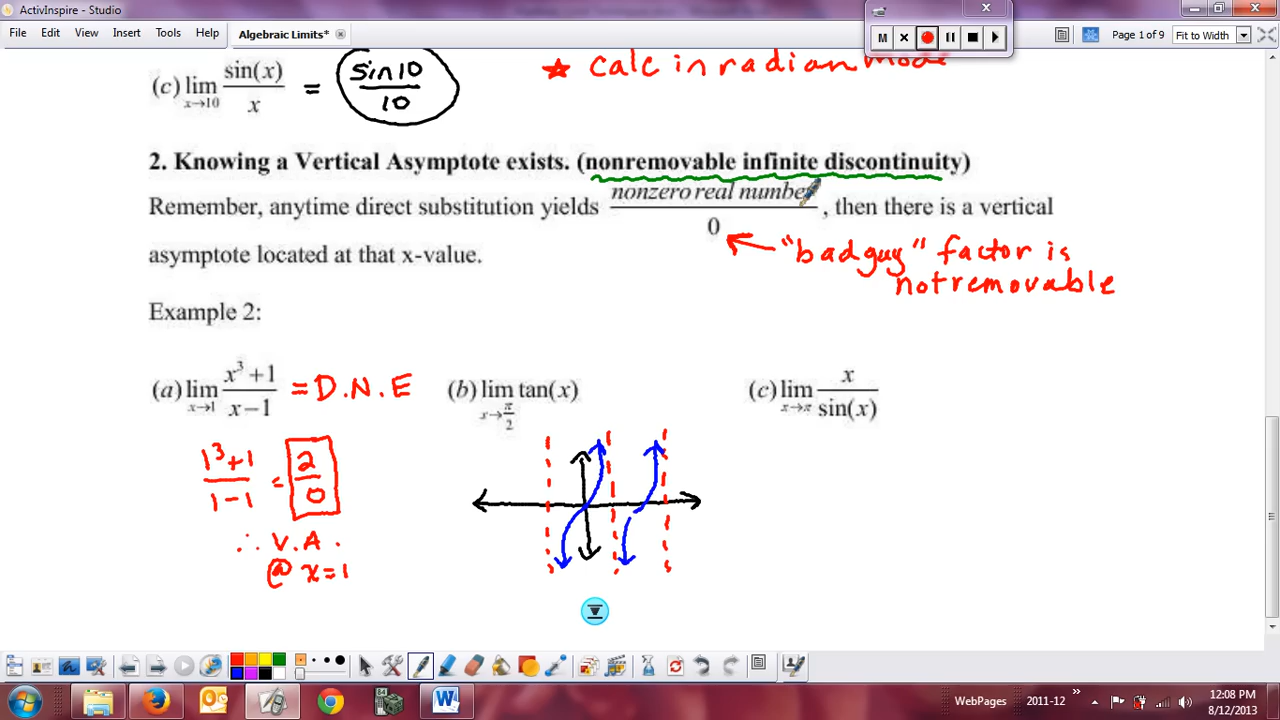 ActivInspire - Studio
File Edit View Insert Tools Help Algebraic Limits* Page 1 of 9 Fit to Width
M
(c) lim x→10 sin(x)/x = sin10/10
★ calc in radian mode
2. Knowing a Vertical Asymptote exists. (nonremovable infinite discontinuity)
Remember, anytime direct substitution yields nonzero real number/0, then there is a vertical
asymptote located at that x-value.
"bad guy" factor is
not removable
Example 2:
(a) lim x→1 x³+1/x−1 = D.N.E (b) lim x→π/2 tan(x) (c) lim x→π x/sin(x)
1³+1/1−1 = 2/0
∴ V.A.
@ x=1
WebPages 2011-12 12:08 PM
8/12/2013